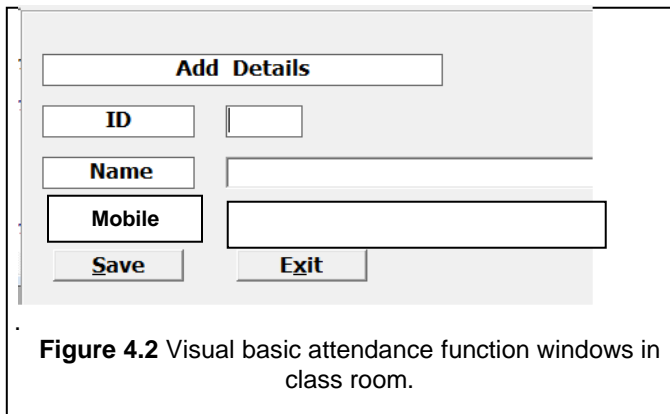 Add Details
ID
Name
Mobile
Save Exit
.
Figure 4.2 Visual basic attendance function windows in
class room.